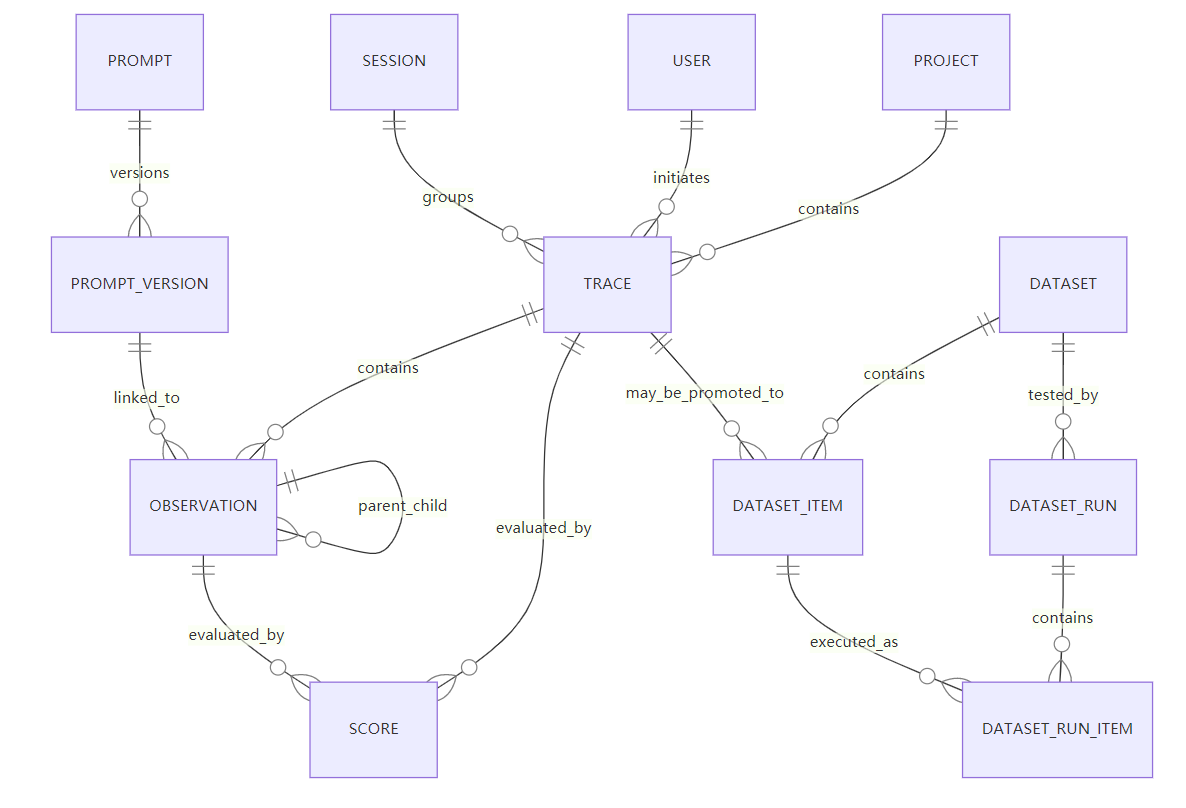 PROMPT
SESSION
USER
PROJECT
versions
groups
initiates
contains
PROMPT_VERSION
TRACE
DATASET
linked_to
contains
may_be_promoted_to
contains
tested_by
OBSERVATION
parent_child
evaluated_by
DATASET_ITEM
DATASET_RUN
evaluated_by
executed_as
contains
SCORE
DATASET_RUN_ITEM